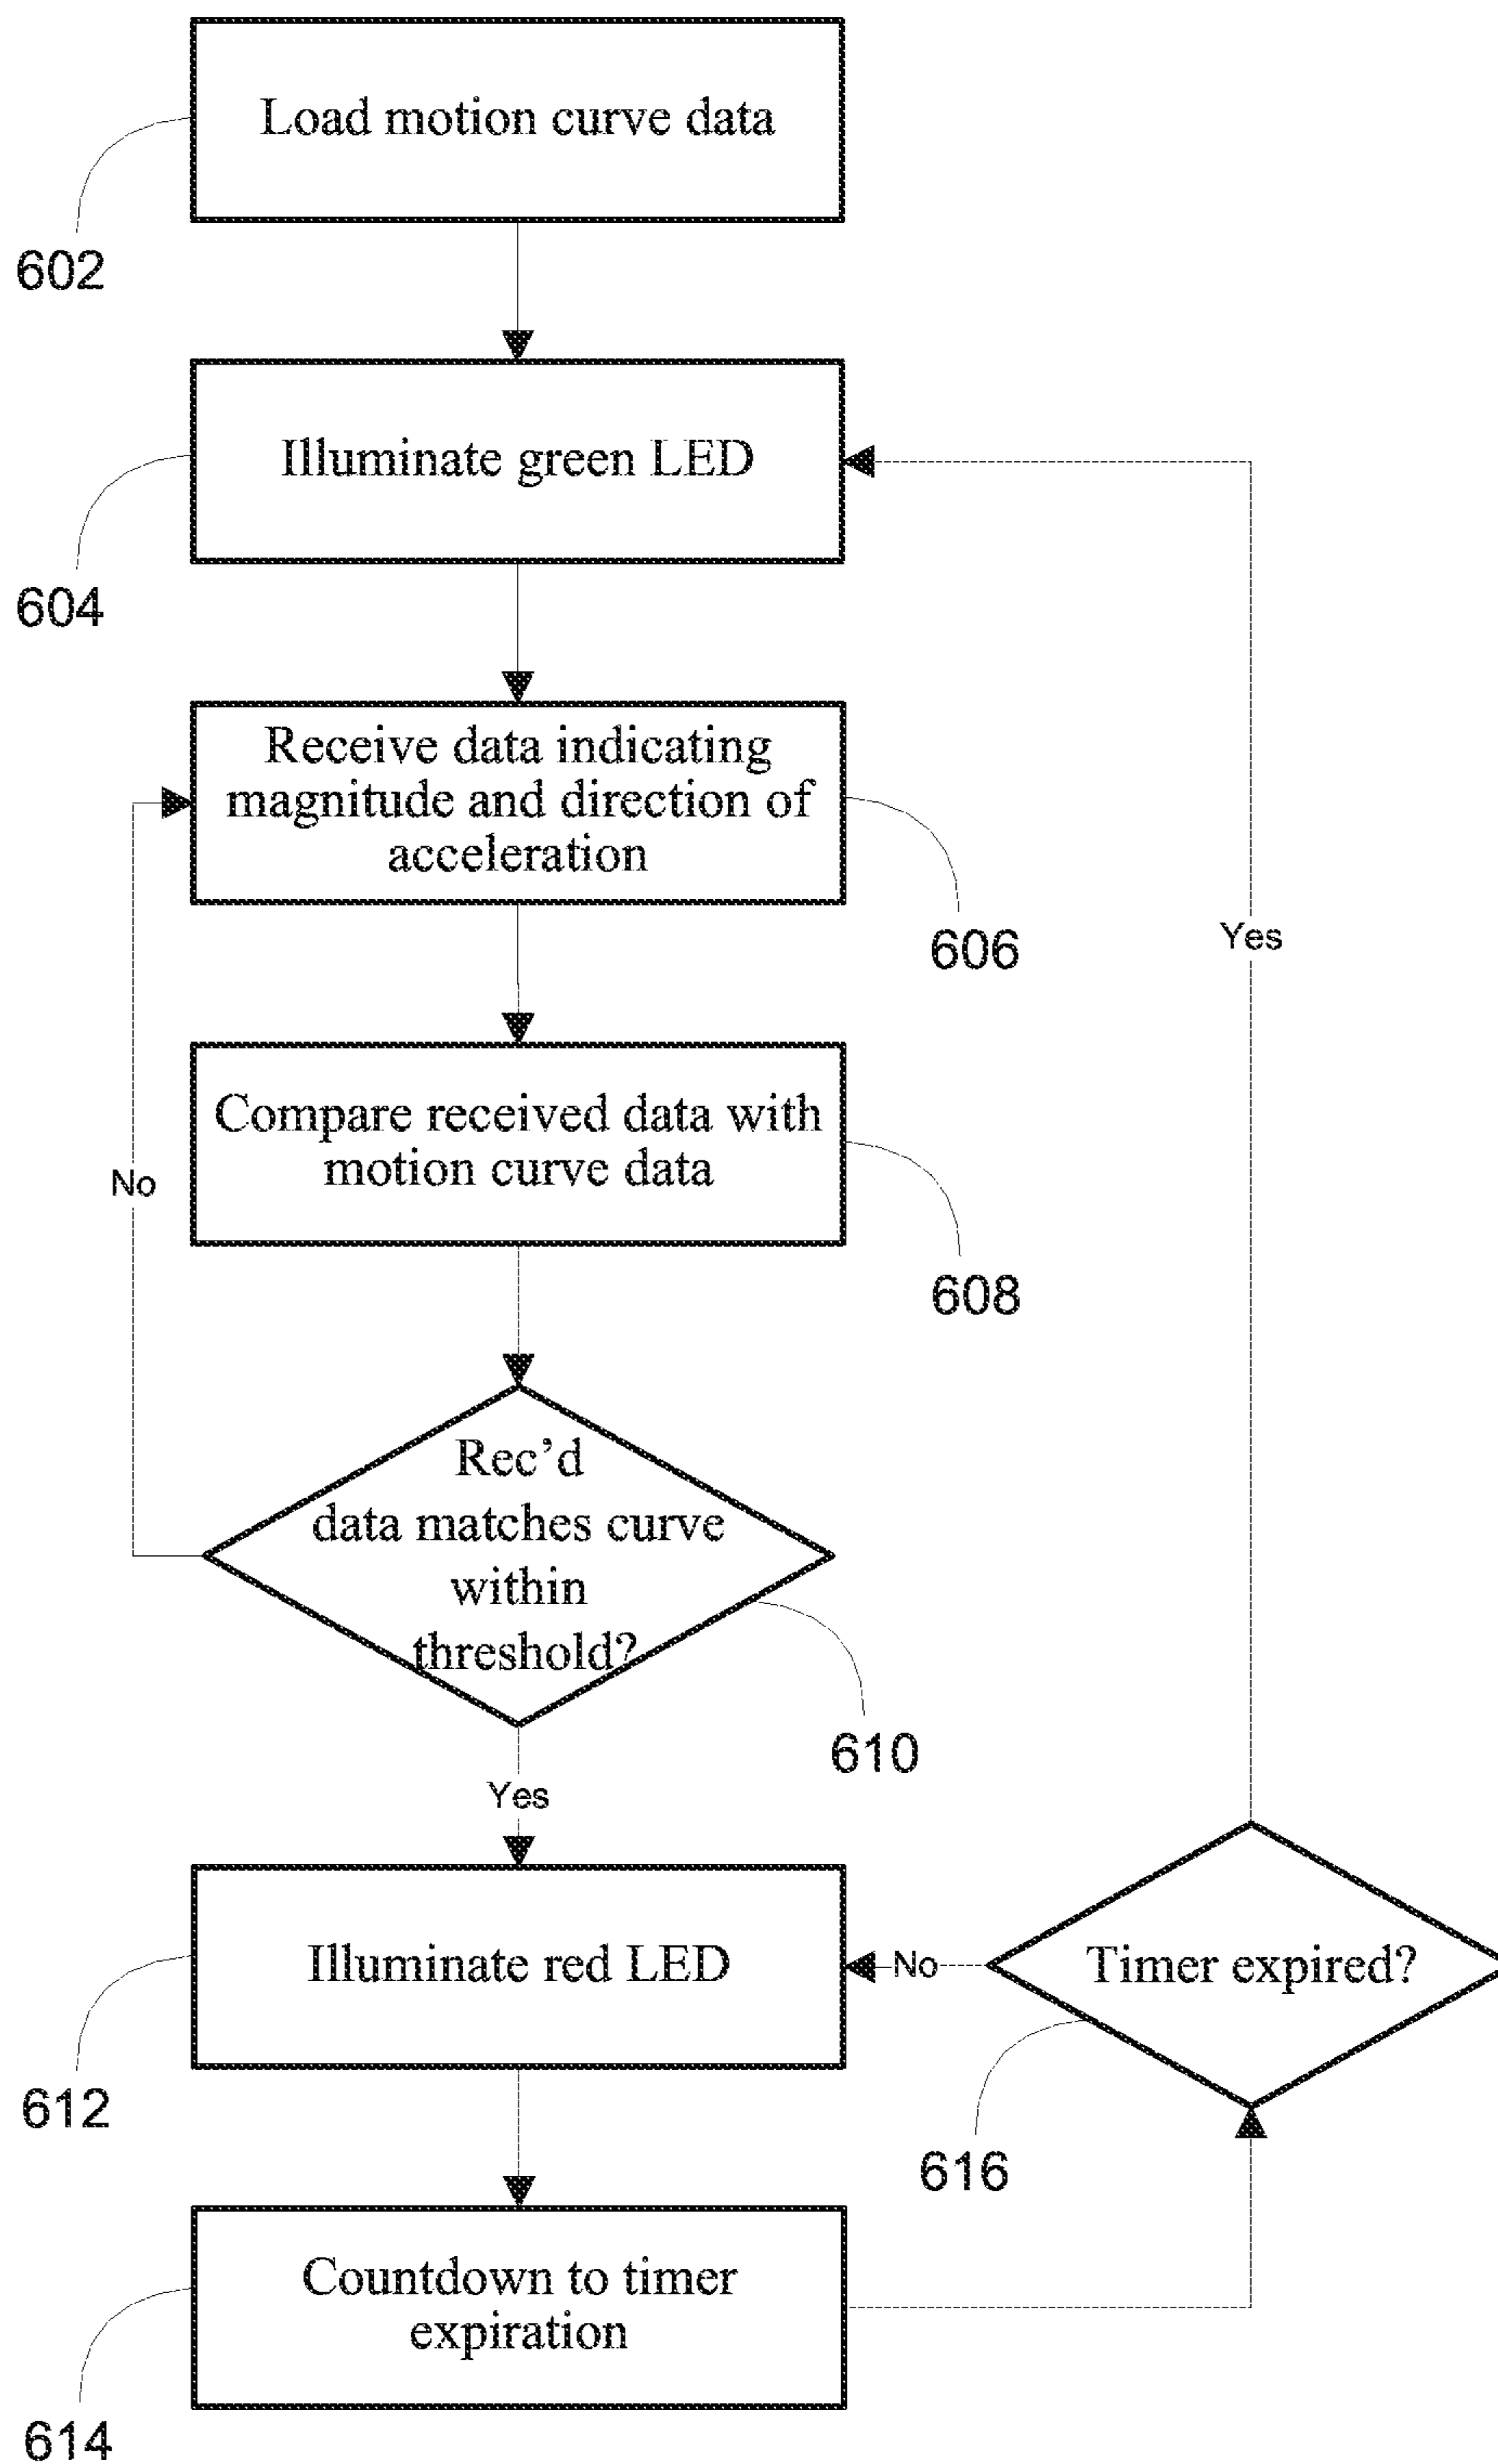 Load motion curve data
602
Illuminate green LED
604
Receive data indicating
magnitude and direction of
acceleration
606
Yes
Compare received data with
motion curve data
No
608
Rec'd
data matches curve
within
threshold?
610
Yes
Illuminate red LED
No
Timer expired?
612
616
Countdown to timer
expiration
614